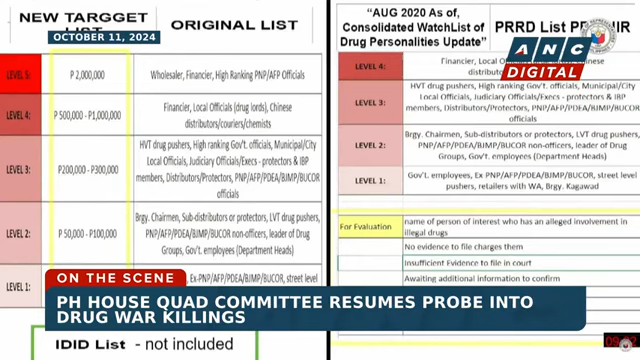 NEW TARGGET
LIST
ORIGINAL LIST
OCTOBER 11, 2024
LEVEL 5:
P 2,000,000
Wholesaler, Financier, High Ranking PNP/AFP Officials
LEVEL 4:
P 500,000 - P1,000,000
Financier, Local Officials (drug lords), Chinese
distributors/couriers/chemists
LEVEL 3:
P200,000 - P300,000
HVT drug pushers, High ranking Gov't. officials, Municipal/City
Local Officials, Judiciary Officials/Execs - protectors & IBP
members, Distributors/Protectors, PNP/AFP/PDEA/BJMP/BUCOR
officials
LEVEL 2:
P 50,000 - P100,000
Brgy. Chairmen, Sub-distributors or protectors, LVT drug pushers,
PNP/AFP/PDEA/BJMP/BUCOR non-officers, leader of Drug
Groups, Gov't. employees (Department Heads)
LEVEL 1:
Ex-PNP/AFP/PDEA/BJMP/BUCOR, street level
IDID List - not included
"AUG 2020 As of,
Consolidated WatchList of
Drug Personalities Update"
PRRD List
LEVEL 4:
Financier, Local Chinese
LEVEL 3:
HVT drug pushers, High ranking Gov't. officials, Municipal/City
Local Officials, Judiciary Officials/Execs - protectors & IBP
members, Distributors/Protectors, PNP/AFP/PDEA/BJMP/BUCOR
officials
LEVEL 2:
Brgy. Chairmen, Sub-distributors or protectors, LVT drug pushers,
PNP/AFP/PDEA/BJMP/BUCOR non-officers, leader of
Drug Groups, Gov't. employees (Department Heads)
LEVEL 1:
Gov't. employees, Ex-PNP/AFP/PDEA/BJMP/BUCOR, street level
pushers, retailers with WA, Brgy. Kagawad
For Evaluation
name of person of interest who has an alleged involvement in
illegal drugs
No evidence to file charges them
Insufficient Evidence to file in court
Awaiting additional information to confirm
ANC
DIGITAL
ON THE SCENE
PH HOUSE QUAD COMMITTEE RESUMES PROBE INTO
DRUG WAR KILLINGS